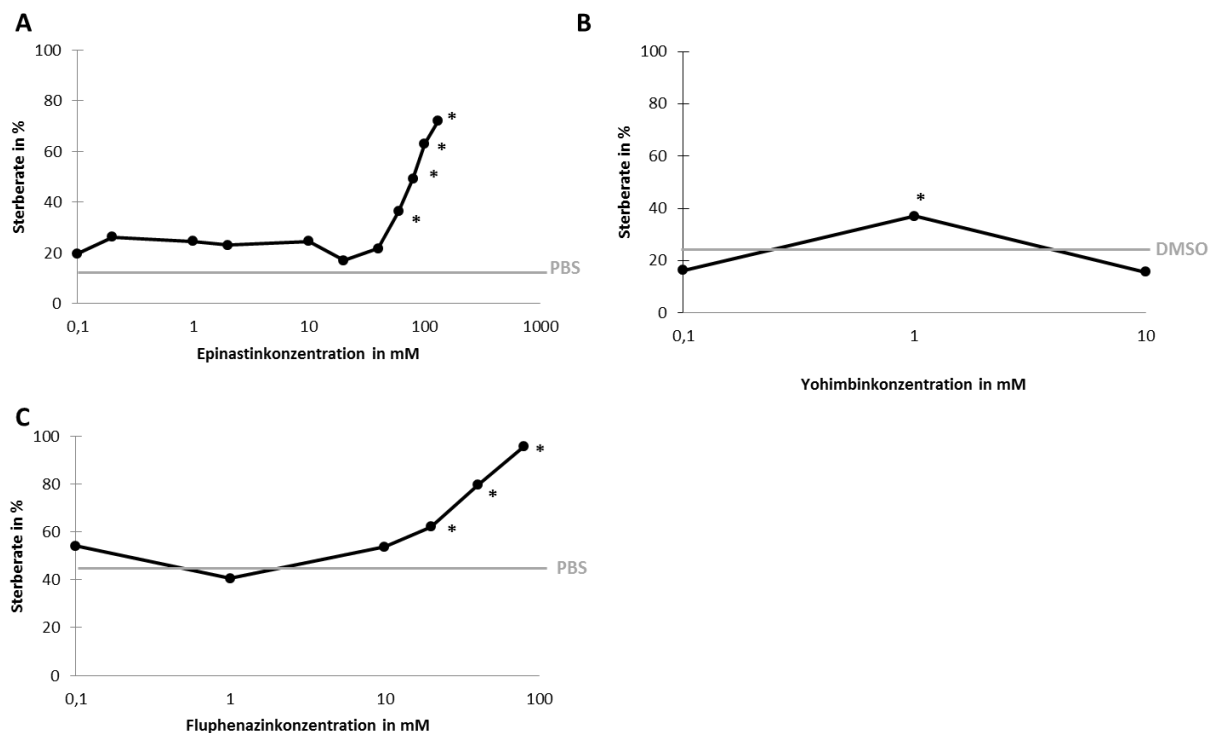 A
Sterberate in %
100
80
60
40
20
0
*
*
*
*
PBS
0,1 1 10 100 1000
Epinastinkonzentration in mM
B
Sterberate in %
100
80
60
40
20
0
*
DMSO
0,1 1 10
Yohimbinkonzentration in mM
C
Sterberate in %
100
80
60
40
20
0
*
*
*
PBS
0,1 1 10 100
Fluphenazinkonzentration in mM